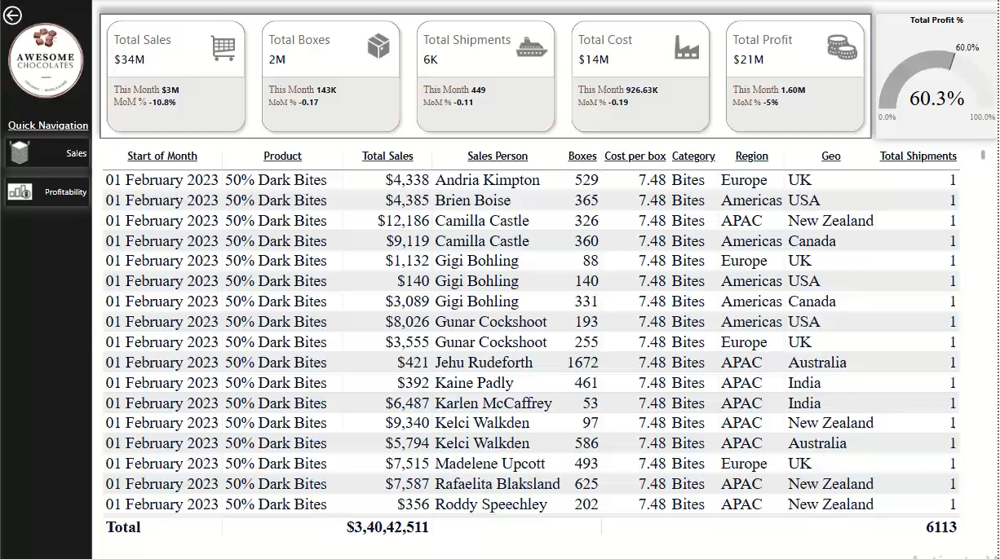 AWESOME
CHOCOLATES
Quick Navigation
Sales
Profitability
Total Sales
$34M
This Month $3M
MoM % -10.8%
Total Boxes
2M
This Month 143K
MoM % -0.17
Total Shipments
6K
This Month 449
MoM % -0.11
Total Cost
$14M
This Month 926.63K
MoM % -0.19
Total Profit
$21M
This Month 1.60M
MoM % -5%
Total Profit %
60.0%
60.3%
0.0% 100.0%
Start of Month Product Total Sales Sales Person Boxes Cost per box Category Region Geo Total Shipments
01 February 2023 50% Dark Bites $4,338 Andria Kimpton 529 7.48 Bites Europe UK 1
01 February 2023 50% Dark Bites $4,385 Brien Boise 365 7.48 Bites Americas USA 1
01 February 2023 50% Dark Bites $12,186 Camilla Castle 326 7.48 Bites APAC New Zealand 1
01 February 2023 50% Dark Bites $9,119 Camilla Castle 360 7.48 Bites Americas Canada 1
01 February 2023 50% Dark Bites $1,132 Gigi Bohling 88 7.48 Bites Europe UK 1
01 February 2023 50% Dark Bites $140 Gigi Bohling 140 7.48 Bites Americas USA 1
01 February 2023 50% Dark Bites $3,089 Gigi Bohling 331 7.48 Bites Americas Canada 1
01 February 2023 50% Dark Bites $8,026 Gunar Cockshoot 193 7.48 Bites Americas USA 1
01 February 2023 50% Dark Bites $3,555 Gunar Cockshoot 255 7.48 Bites Europe UK 1
01 February 2023 50% Dark Bites $421 Jehu Rudeforth 1672 7.48 Bites APAC Australia 1
01 February 2023 50% Dark Bites $392 Kaine Padly 461 7.48 Bites APAC India 1
01 February 2023 50% Dark Bites $6,487 Karlen McCaffrey 53 7.48 Bites APAC India 1
01 February 2023 50% Dark Bites $9,340 Kelci Walkden 97 7.48 Bites APAC New Zealand 1
01 February 2023 50% Dark Bites $5,794 Kelci Walkden 586 7.48 Bites APAC Australia 1
01 February 2023 50% Dark Bites $7,515 Madelene Upcott 493 7.48 Bites Europe UK 1
01 February 2023 50% Dark Bites $7,587 Rafaelita Blaksland 625 7.48 Bites APAC New Zealand 1
01 February 2023 50% Dark Bites $356 Roddy Speechley 202 7.48 Bites APAC New Zealand 1
Total $3,40,42,511 6113